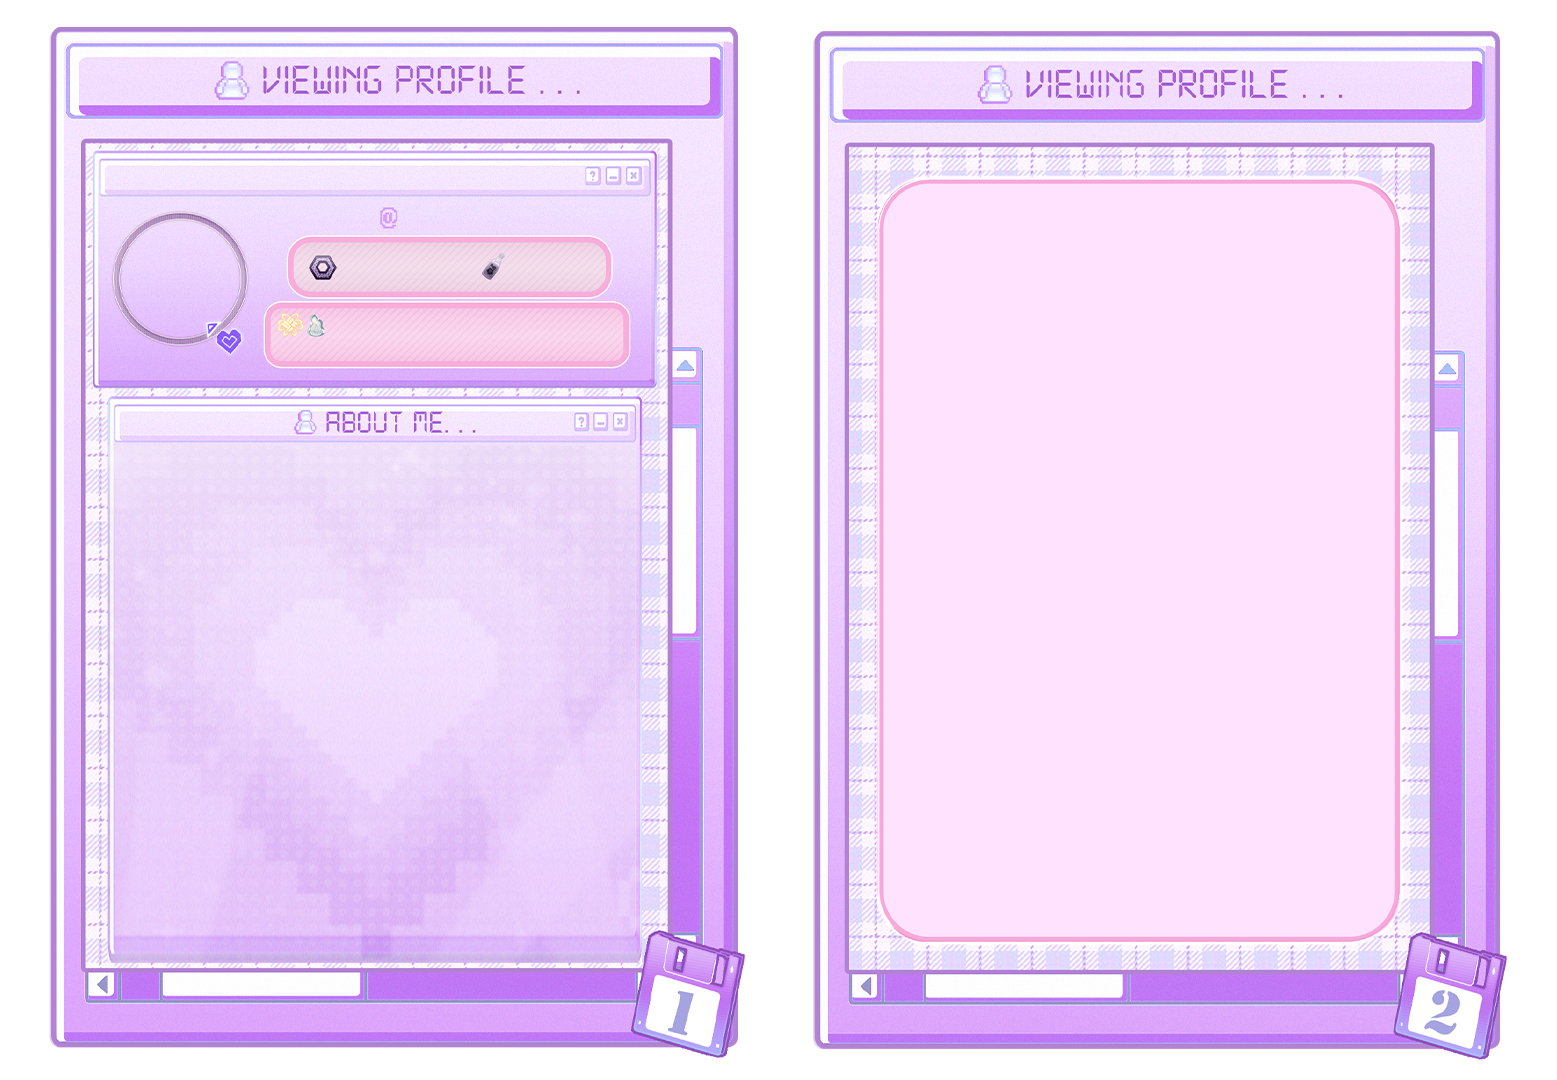 VIEWING PROFILE . . .
@
ABOUT ME. . .
1
VIEWING PROFILE . . .
2